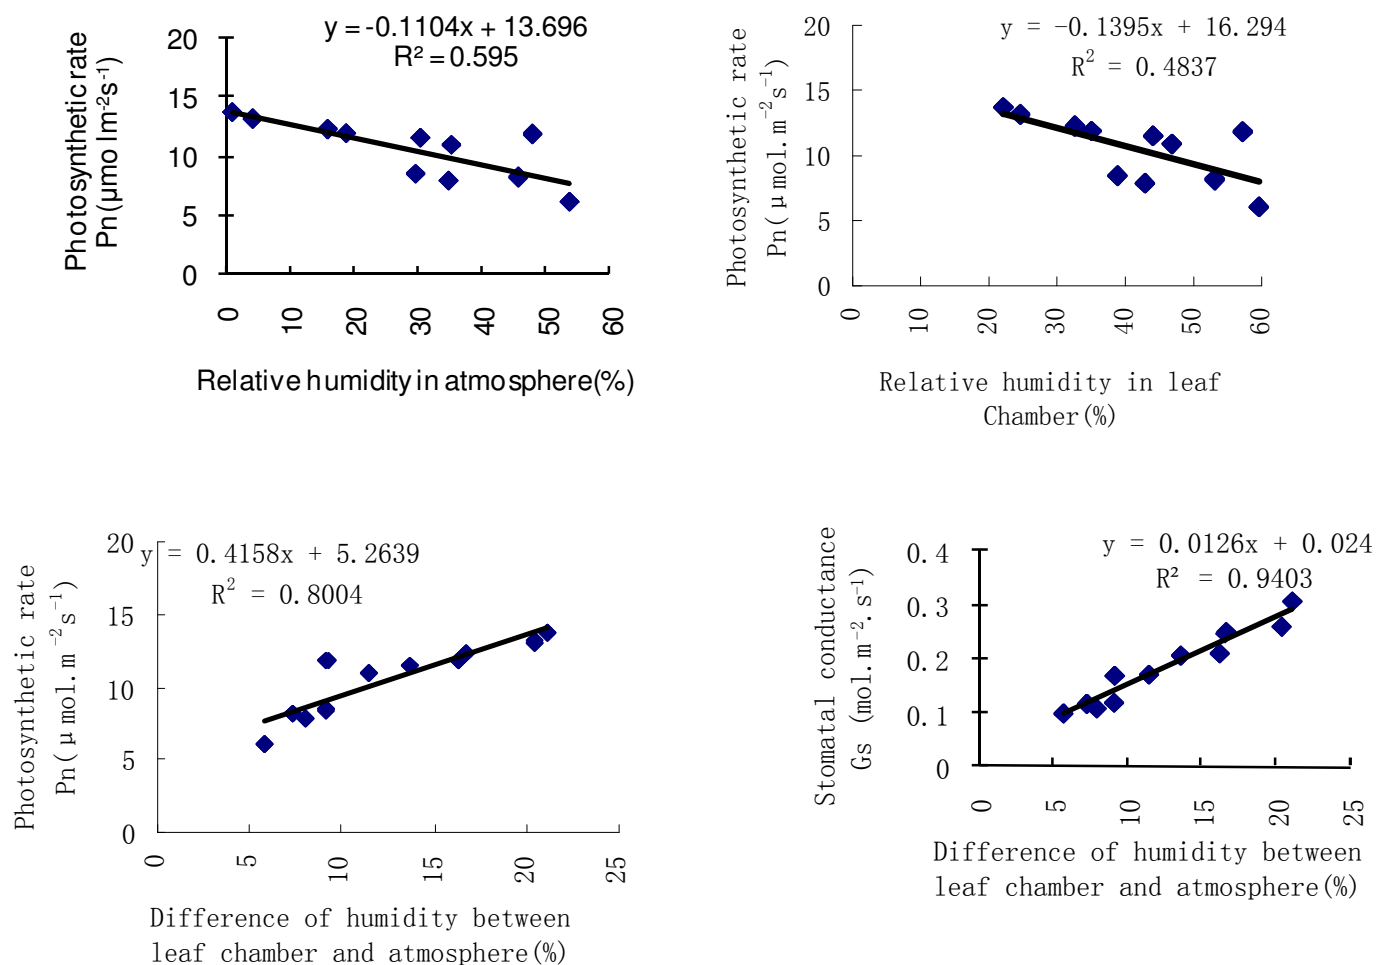 y = -0.1104x + 13.696
R² = 0.595
Photosynthetic rate
Pn(μmo lm⁻²s⁻¹)
20
15
10
5
0
0 10 20 30 40 50 60
Relative humidity in atmosphere(%)
y = −0.1395x + 16.294
R² = 0.4837
Photosynthetic rate
Pn(μmol.m⁻²s⁻¹)
20
15
10
5
0
0 10 20 30 40 50 60
Relative humidity in leaf
Chamber(%)
y = 0.4158x + 5.2639
R² = 0.8004
Photosynthetic rate
Pn(μmol.m⁻²s⁻¹)
20
15
10
5
0
0 5 10 15 20 25
Difference of humidity between
leaf chamber and atmosphere(%)
y = 0.0126x + 0.024
R² = 0.9403
Stomatal conductance
Gs (mol.m⁻².s⁻¹)
0.4
0.3
0.2
0.1
0
0 5 10 15 20 25
Difference of humidity between
leaf chamber and atmosphere(%)